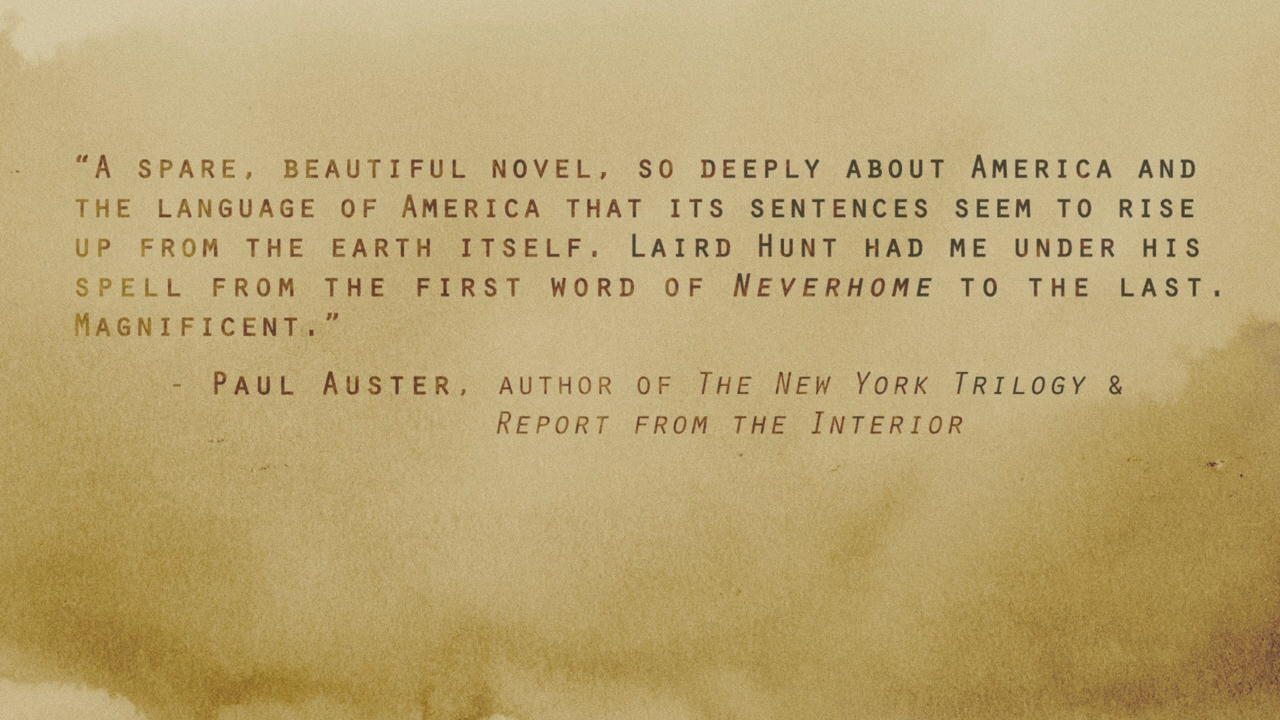 “A spare, beautiful novel, so deeply about America and
the language of America that its sentences seem to rise
up from the earth itself. Laird Hunt had me under his
spell from the first word of Neverhome to the last.
Magnificent.”
- Paul Auster, author of The New York Trilogy &
Report from the Interior